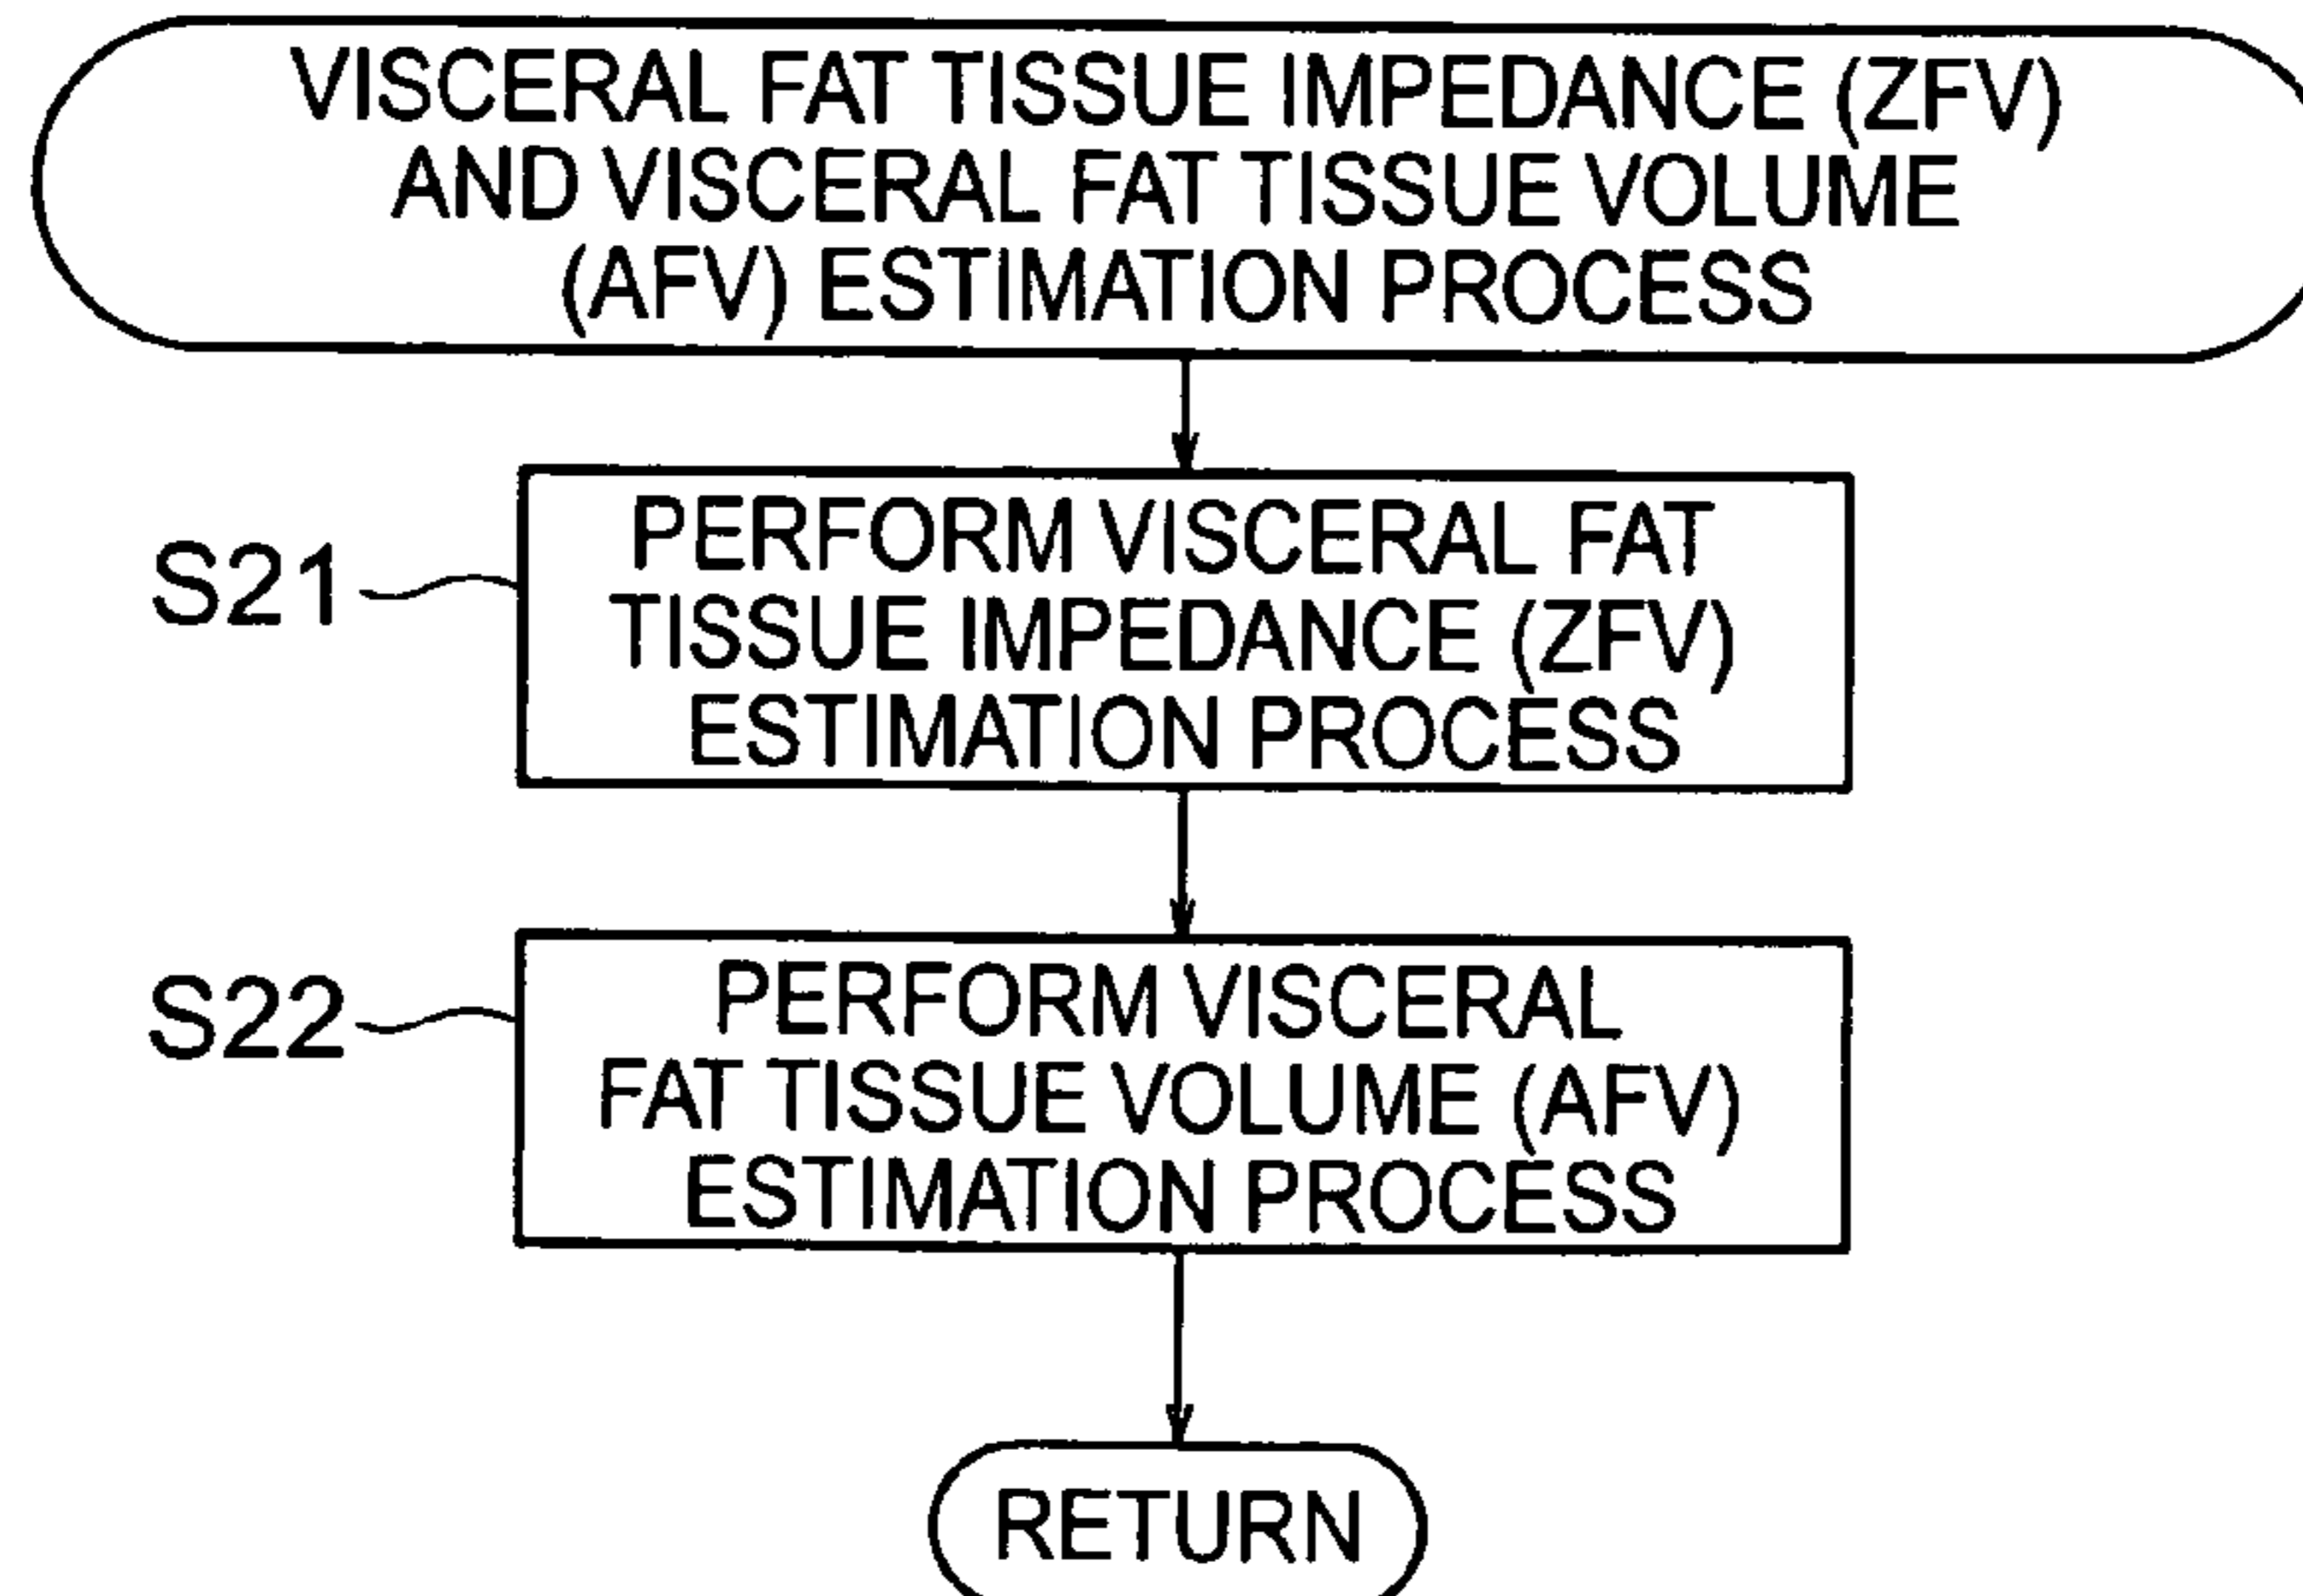 VISCERAL FAT TISSUE IMPEDANCE (ZFV)
AND VISCERAL FAT TISSUE VOLUME
(AFV) ESTIMATION PROCESS
S21
PERFORM VISCERAL FAT
TISSUE IMPEDANCE (ZFV)
ESTIMATION PROCESS
S22
PERFORM VISCERAL
FAT TISSUE VOLUME (AFV)
ESTIMATION PROCESS
RETURN